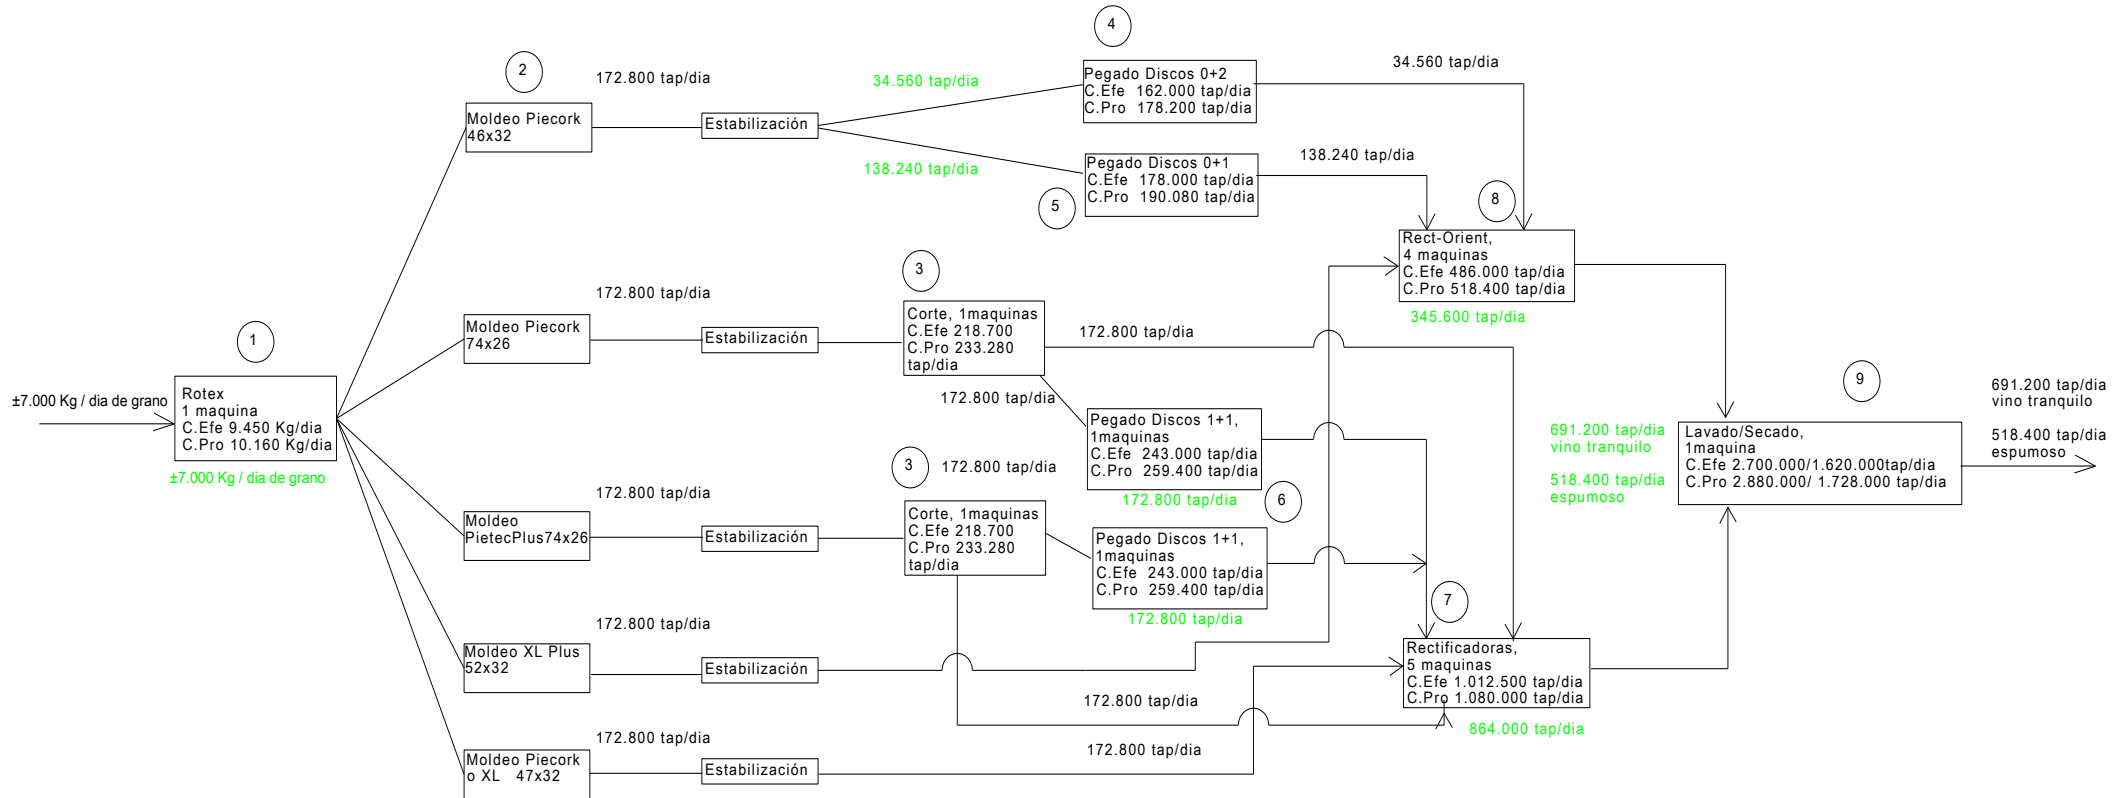 ±7.000 Kg / dia de grano
1
Rotex
1 maquina
C.Efe 9.450 Kg/dia
C.Pro 10.160 Kg/dia
±7.000 Kg / dia de grano
2
Moldeo Piecork
46x32
172.800 tap/dia
Estabilización
34.560 tap/dia
138.240 tap/dia
4
Pegado Discos 0+2
C.Efe 162.000 tap/dia
C.Pro 178.200 tap/dia
34.560 tap/dia
Pegado Discos 0+1
C.Efe 178.000 tap/dia
C.Pro 190.080 tap/dia
5
138.240 tap/dia
8
Rect-Orient,
4 maquinas
C.Efe 486.000 tap/dia
C.Pro 518.400 tap/dia
345.600 tap/dia
Moldeo Piecork
74x26
172.800 tap/dia
Estabilización
3
Corte, 1maquinas
C.Efe 218.700
C.Pro 233.280
tap/dia
172.800 tap/dia
172.800 tap/dia
Pegado Discos 1+1,
1maquinas
C.Efe 243.000 tap/dia
C.Pro 259.400 tap/dia
172.800 tap/dia
Moldeo
PietecPlus74x26
172.800 tap/dia
Estabilización
3
172.800 tap/dia
Corte, 1maquinas
C.Efe 218.700
C.Pro 233.280
tap/dia
6
Pegado Discos 1+1,
1maquinas
C.Efe 243.000 tap/dia
C.Pro 259.400 tap/dia
172.800 tap/dia
Moldeo XL Plus
52x32
172.800 tap/dia
Estabilización
172.800 tap/dia
7
Rectificadoras,
5 maquinas
C.Efe 1.012.500 tap/dia
C.Pro 1.080.000 tap/dia
864.000 tap/dia
Moldeo Piecork
o XL 47x32
172.800 tap/dia
Estabilización
172.800 tap/dia
9
691.200 tap/dia
vino tranquilo
518.400 tap/dia
espumoso
Lavado/Secado,
1maquina
C.Efe 2.700.000/1.620.000tap/dia
C.Pro 2.880.000/ 1.728.000 tap/dia
691.200 tap/dia
vino tranquilo
518.400 tap/dia
espumoso